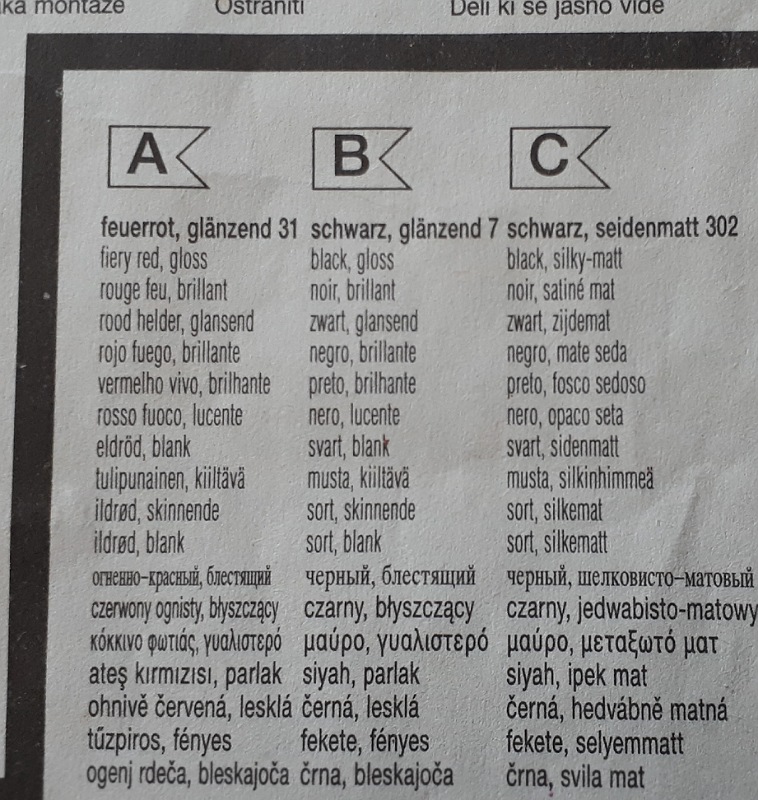 ka montaže Ostraniti Deli ki se jasno vide
A B C
feuerrot, glänzend 31 schwarz, glänzend 7 schwarz, seidenmatt 302
fiery red, gloss black, gloss black, silky-matt
rouge feu, brillant noir, brillant noir, satiné mat
rood helder, glansend zwart, glansend zwart, zijdemat
rojo fuego, brillante negro, brillante negro, mate seda
vermelho vivo, brilhante preto, brilhante preto, fosco sedoso
rosso fuoco, lucente nero, lucente nero, opaco seta
eldröd, blank svart, blank svart, sidenmatt
tulipunainen, kiiltävä musta, kiiltävä musta, silkinhimmeä
ildrød, skinnende sort, skinnende sort, silkemat
ildrød, blank sort, blank sort, silkematt
огненно-красный, блестящий черный, блестящий черный, шелковисто-матовый
czerwony ognisty, błyszczący czarny, błyszczący czarny, jedwabisto-matowy
κόκκινο φωτιάς, γυαλιστερό μαύρο, γυαλιστερό μαύρο, μεταξωτό ματ
ateş kırmızısı, parlak siyah, parlak siyah, ipek mat
ohnivě červená, lesklá černá, lesklá černá, hedvábně matná
tűzpiros, fényes fekete, fényes fekete, selyemmatt
ogenj rdeča, bleskajoča črna, bleskajoča črna, svila mat